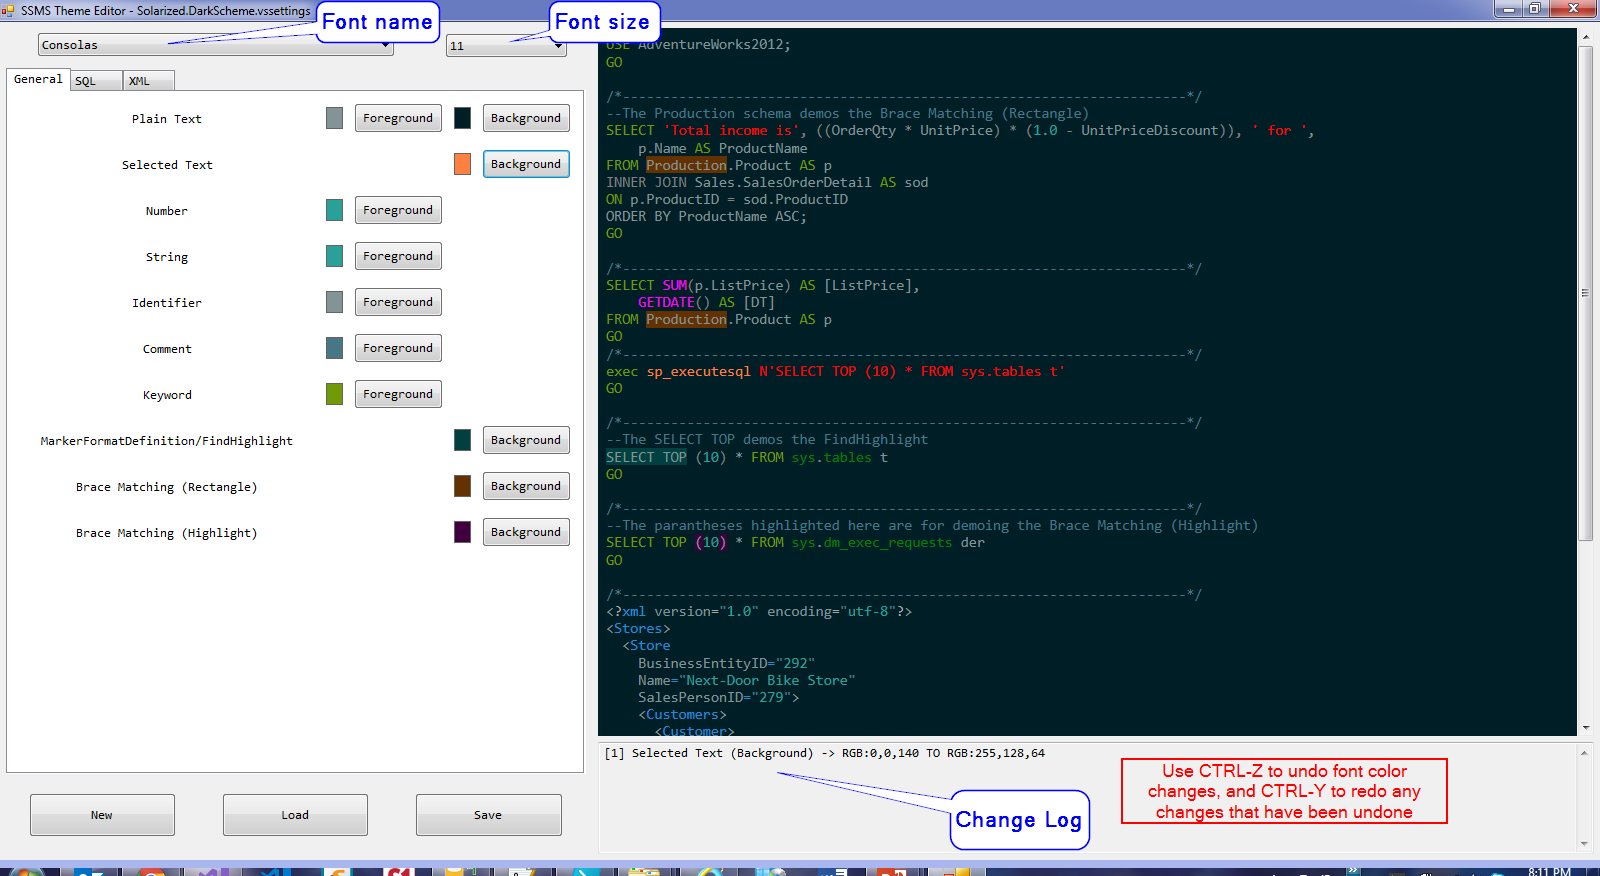 SSMS Theme Editor - Solarized.DarkScheme.vssettings
Font name
Font size
Consolas
11
General
SQL
XML
Plain Text
Foreground
Background
Selected Text
Background
Number
Foreground
String
Foreground
Identifier
Foreground
Comment
Foreground
Keyword
Foreground
MarkerFormatDefinition/FindHighlight
Background
Brace Matching (Rectangle)
Background
Brace Matching (Highlight)
Background
New
Load
Save
USE AdventureWorks2012;
GO
/*----------------------------------------------------------------------*/
--The Production schema demos the Brace Matching (Rectangle)
SELECT 'Total income is', ((OrderQty * UnitPrice) * (1.0 - UnitPriceDiscount)), ' for ',
p.Name AS ProductName
FROM Production.Product AS p
INNER JOIN Sales.SalesOrderDetail AS sod
ON p.ProductID = sod.ProductID
ORDER BY ProductName ASC;
GO
/*----------------------------------------------------------------------*/
SELECT SUM(p.ListPrice) AS [ListPrice],
GETDATE() AS [DT]
FROM Production.Product AS p
GO
/*----------------------------------------------------------------------*/
exec sp_executesql N'SELECT TOP (10) * FROM sys.tables t'
GO
/*----------------------------------------------------------------------*/
--The SELECT TOP demos the FindHighlight
SELECT TOP (10) * FROM sys.tables t
GO
/*----------------------------------------------------------------------*/
--The parantheses highlighted here are for demoing the Brace Matching (Highlight)
SELECT TOP (10) * FROM sys.dm_exec_requests der
GO
/*----------------------------------------------------------------------*/
<?xml version="1.0" encoding="utf-8"?>
<Stores>
<Store
BusinessEntityID="292"
Name="Next-Door Bike Store"
SalesPersonID="279">
<Customers>
<Customer>
[1] Selected Text (Background) -> RGB:0,0,140 TO RGB:255,128,64
Change Log
Use CTRL-Z to undo font color
changes, and CTRL-Y to redo any
changes that have been undone
8:11 PM